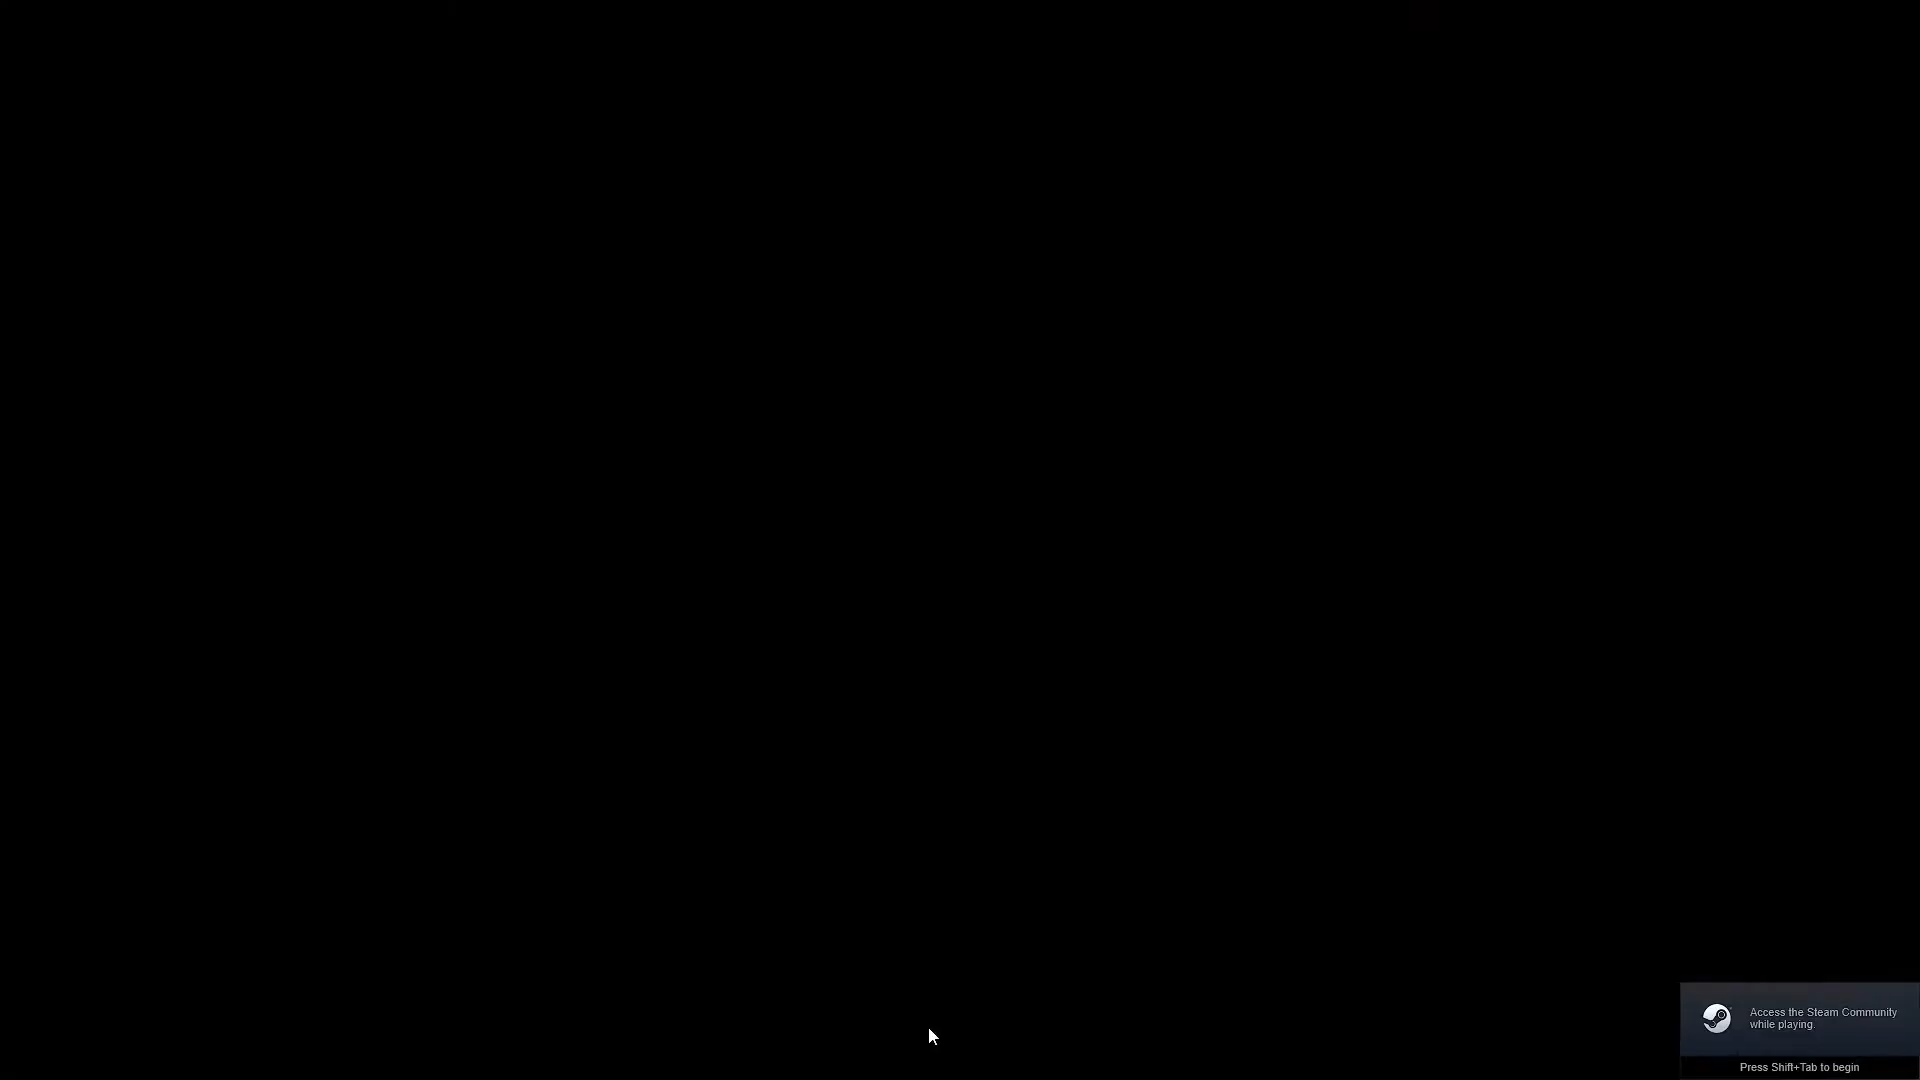 Access the Steam Community
while playing.
Press Shift+Tab to begin